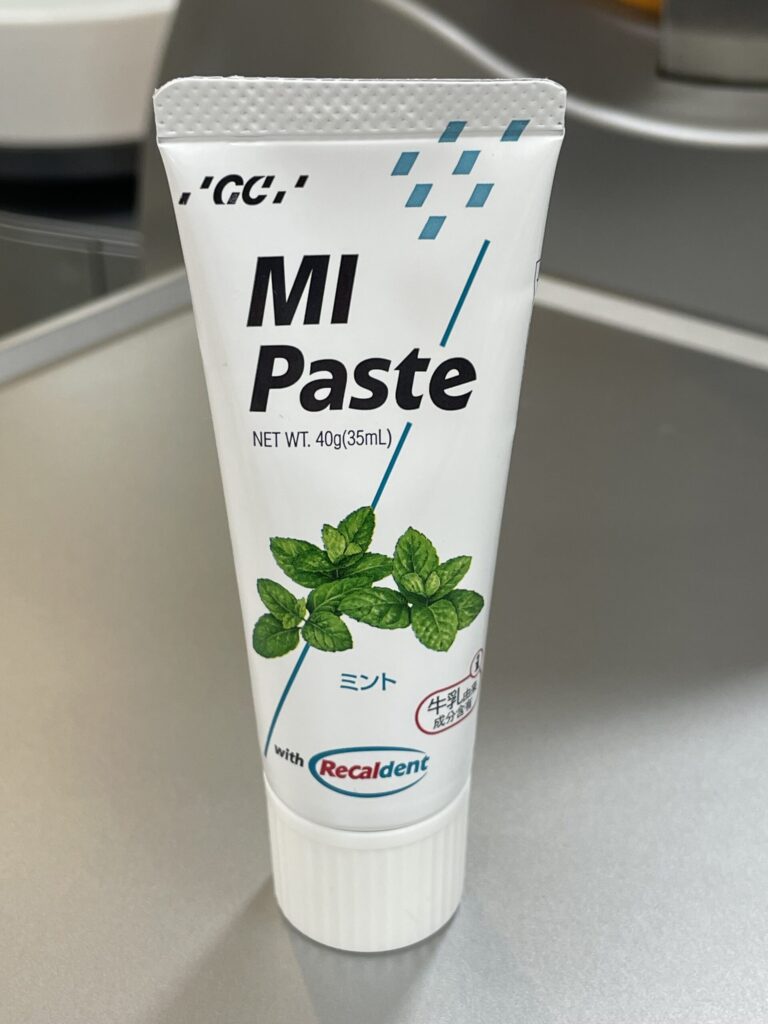 GC
MI
Paste
NET WT. 40g(35mL)
ミント
牛乳由来
成分含有
with Recaldent